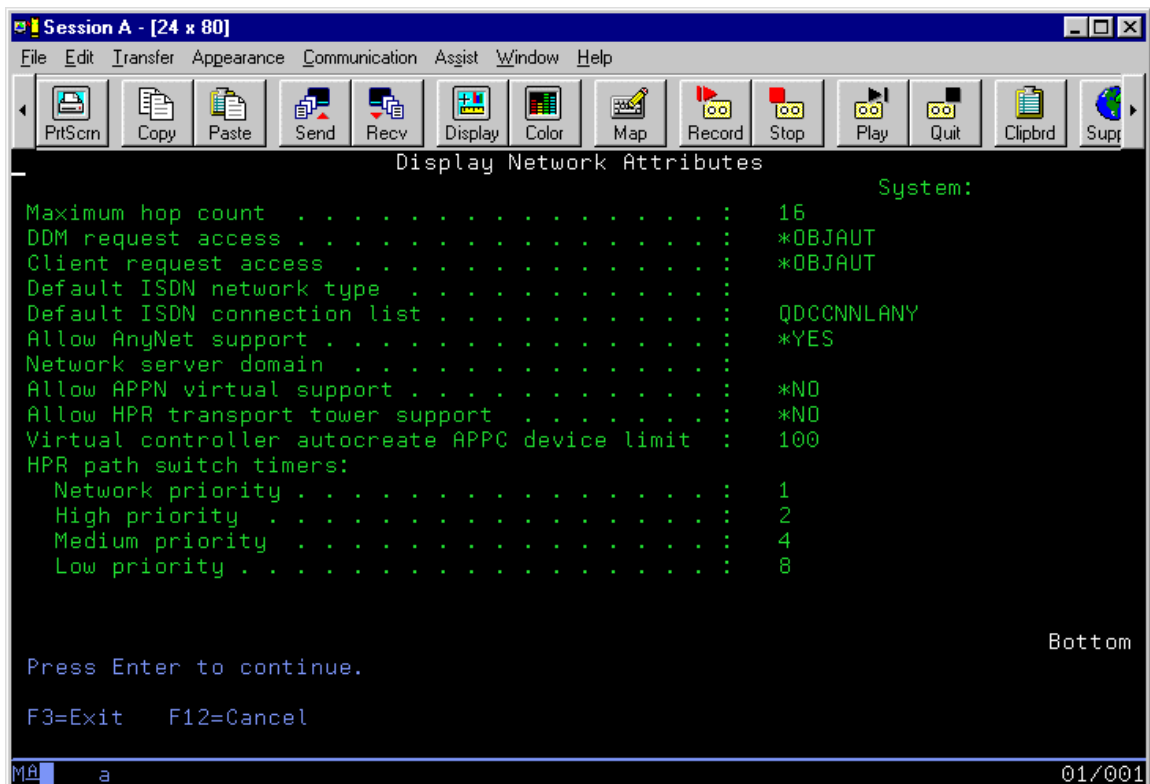 Session A - [24 x 80]
File Edit Transfer Appearance Communication Assist Window Help
PrtScrn Copy Paste Send Recv Display Color Map Record Stop Play Quit Clipbrd Supp
Display Network Attributes
System:
Maximum hop count . . . . . . . . . . . . . . . . : 16
DDM request access . . . . . . . . . . . . . . . . : *OBJAUT
Client request access . . . . . . . . . . . . . . : *OBJAUT
Default ISDN network type . . . . . . . . . . . . :
Default ISDN connection list . . . . . . . . . . . : QDCCNNLANY
Allow AnyNet support . . . . . . . . . . . . . . . : *YES
Network server domain . . . . . . . . . . . . . . :
Allow APPN virtual support . . . . . . . . . . . . : *NO
Allow HPR transport tower support . . . . . . . . : *NO
Virtual controller autocreate APPC device limit : 100
HPR path switch timers:
Network priority . . . . . . . . . . . . . . . . : 1
High priority . . . . . . . . . . . . . . . . . : 2
Medium priority . . . . . . . . . . . . . . . . : 4
Low priority . . . . . . . . . . . . . . . . . . : 8
Bottom
Press Enter to continue.
F3=Exit F12=Cancel
MA a 01/001